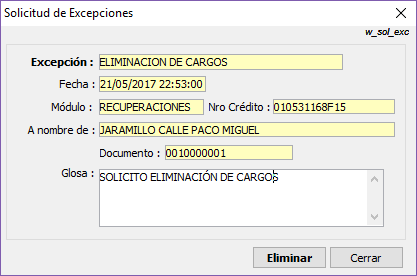 Solicitud de Excepciones
w_sol_exc
Excepción : ELIMINACION DE CARGOS
Fecha : 21/05/2017 22:53:00
Módulo : RECUPERACIONES Nro Crédito : 010531168F15
A nombre de : JARAMILLO CALLE PACO MIGUEL
Documento : 0010000001
Glosa : SOLICITO ELIMINACIÓN DE CARGOS
Eliminar Cerrar